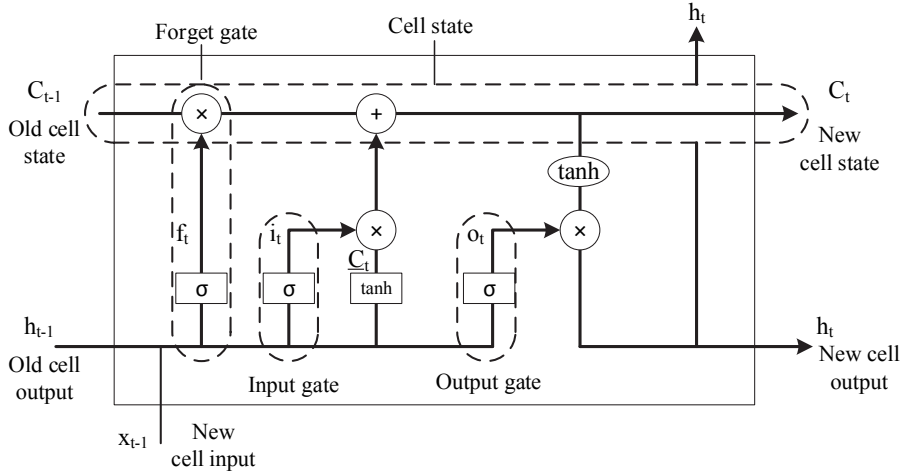 h_t
Forget gate
Cell state
C_{t-1}
C_t
×
+
Old cell
state
New
cell state
tanh
f_t
i_t
×
o_t
×
C̲_t
σ
σ
tanh
σ
h_{t-1}
h_t
Old cell
output
New cell
output
Input gate
Output gate
x_{t-1}
New
cell input